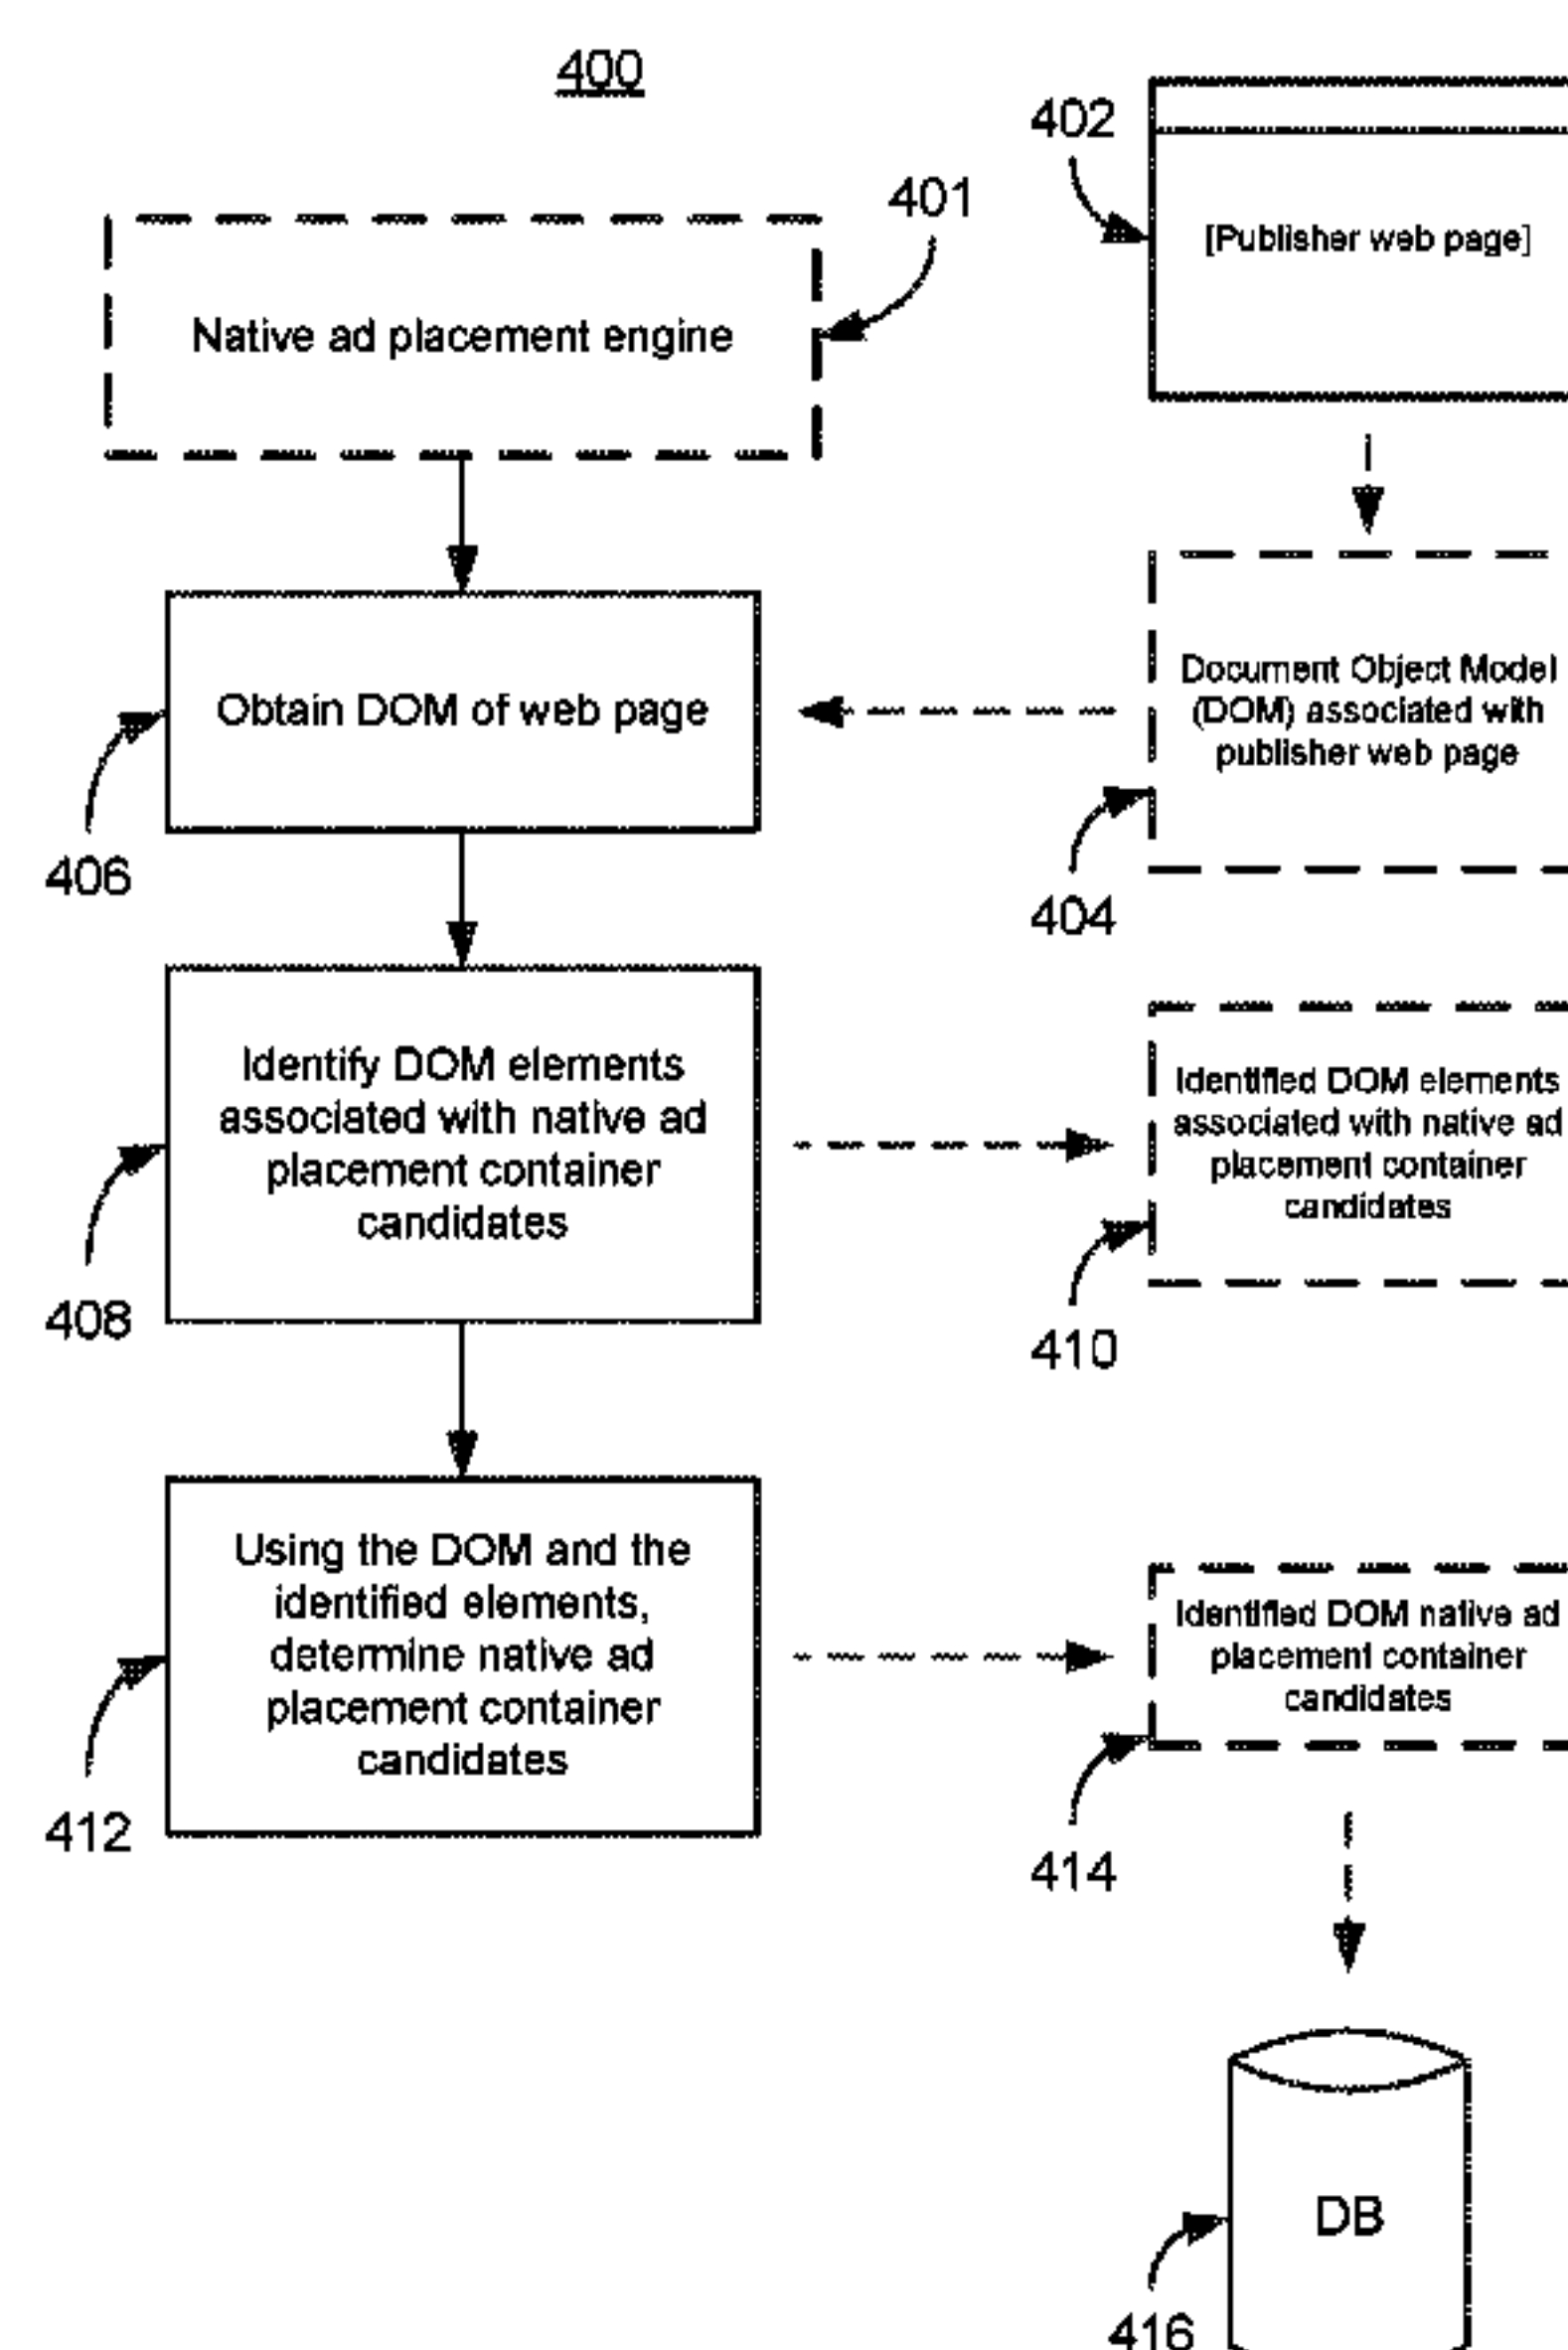 400
402
[Publisher web page]
401
Native ad placement engine
Obtain DOM of web page
406
Document Object Model
(DOM) associated with
publisher web page
404
Identify DOM elements
associated with native ad
placement container
candidates
408
Identified DOM elements
associated with native ad
placement container
candidates
410
Using the DOM and the
identified elements,
determine native ad
placement container
candidates
412
Identified DOM native ad
placement container
candidates
414
DB
416